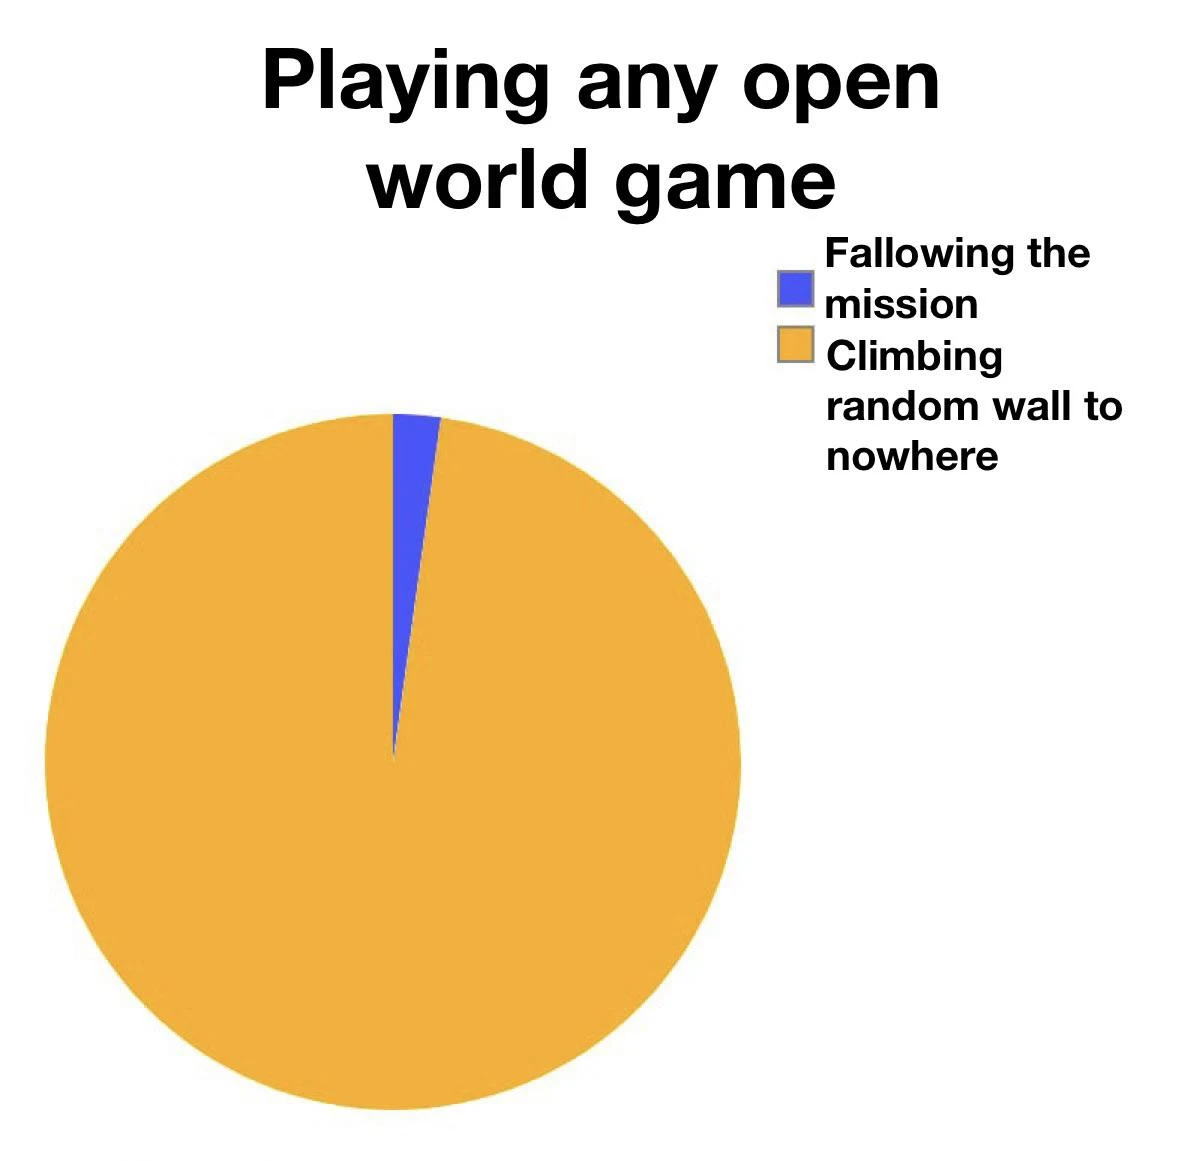 Playing any open
world game
Fallowing the
mission
Climbing
random wall to
nowhere